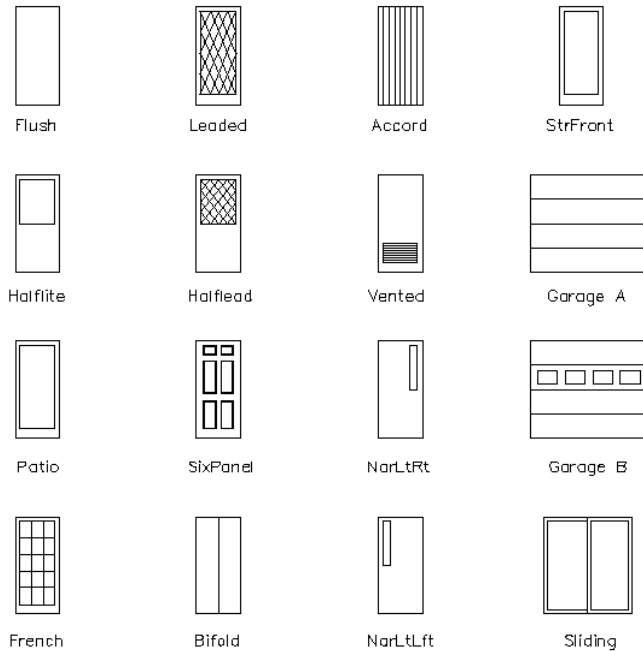 Flush
Leaded
Accord
StrFront
Halflite
Halflead
Vented
Garage A
Patio
SixPanel
NarLtRt
Garage B
French
Bifold
NarLtLft
Sliding